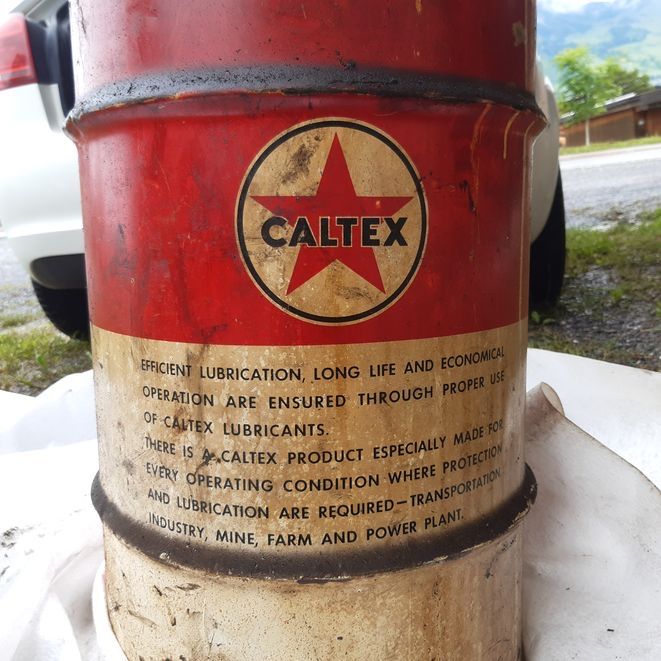 CALTEX
EFFICIENT LUBRICATION, LONG LIFE AND ECONOMICAL
OPERATION ARE ENSURED THROUGH PROPER USE
OF CALTEX LUBRICANTS.
THERE IS A CALTEX PRODUCT ESPECIALLY MADE FOR
EVERY OPERATING CONDITION WHERE PROTECTION
AND LUBRICATION ARE REQUIRED—TRANSPORTATION
INDUSTRY, MINE, FARM AND POWER PLANT.